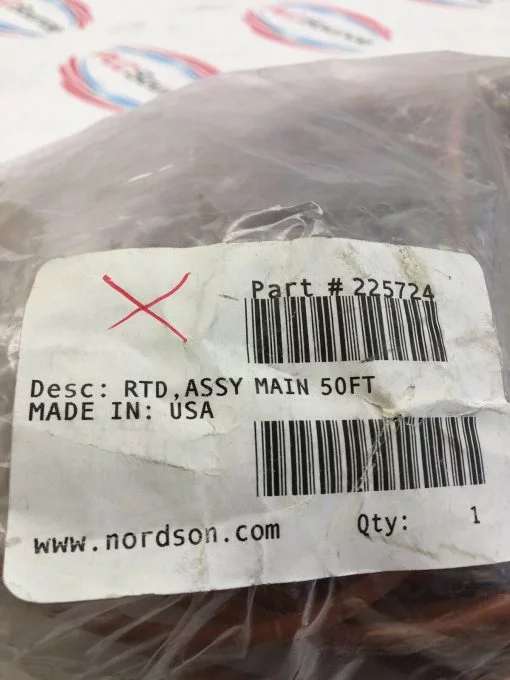 Part # 225724
Desc: RTD,ASSY MAIN 50FT
MADE IN: USA
www.nordson.com
Qty: 1